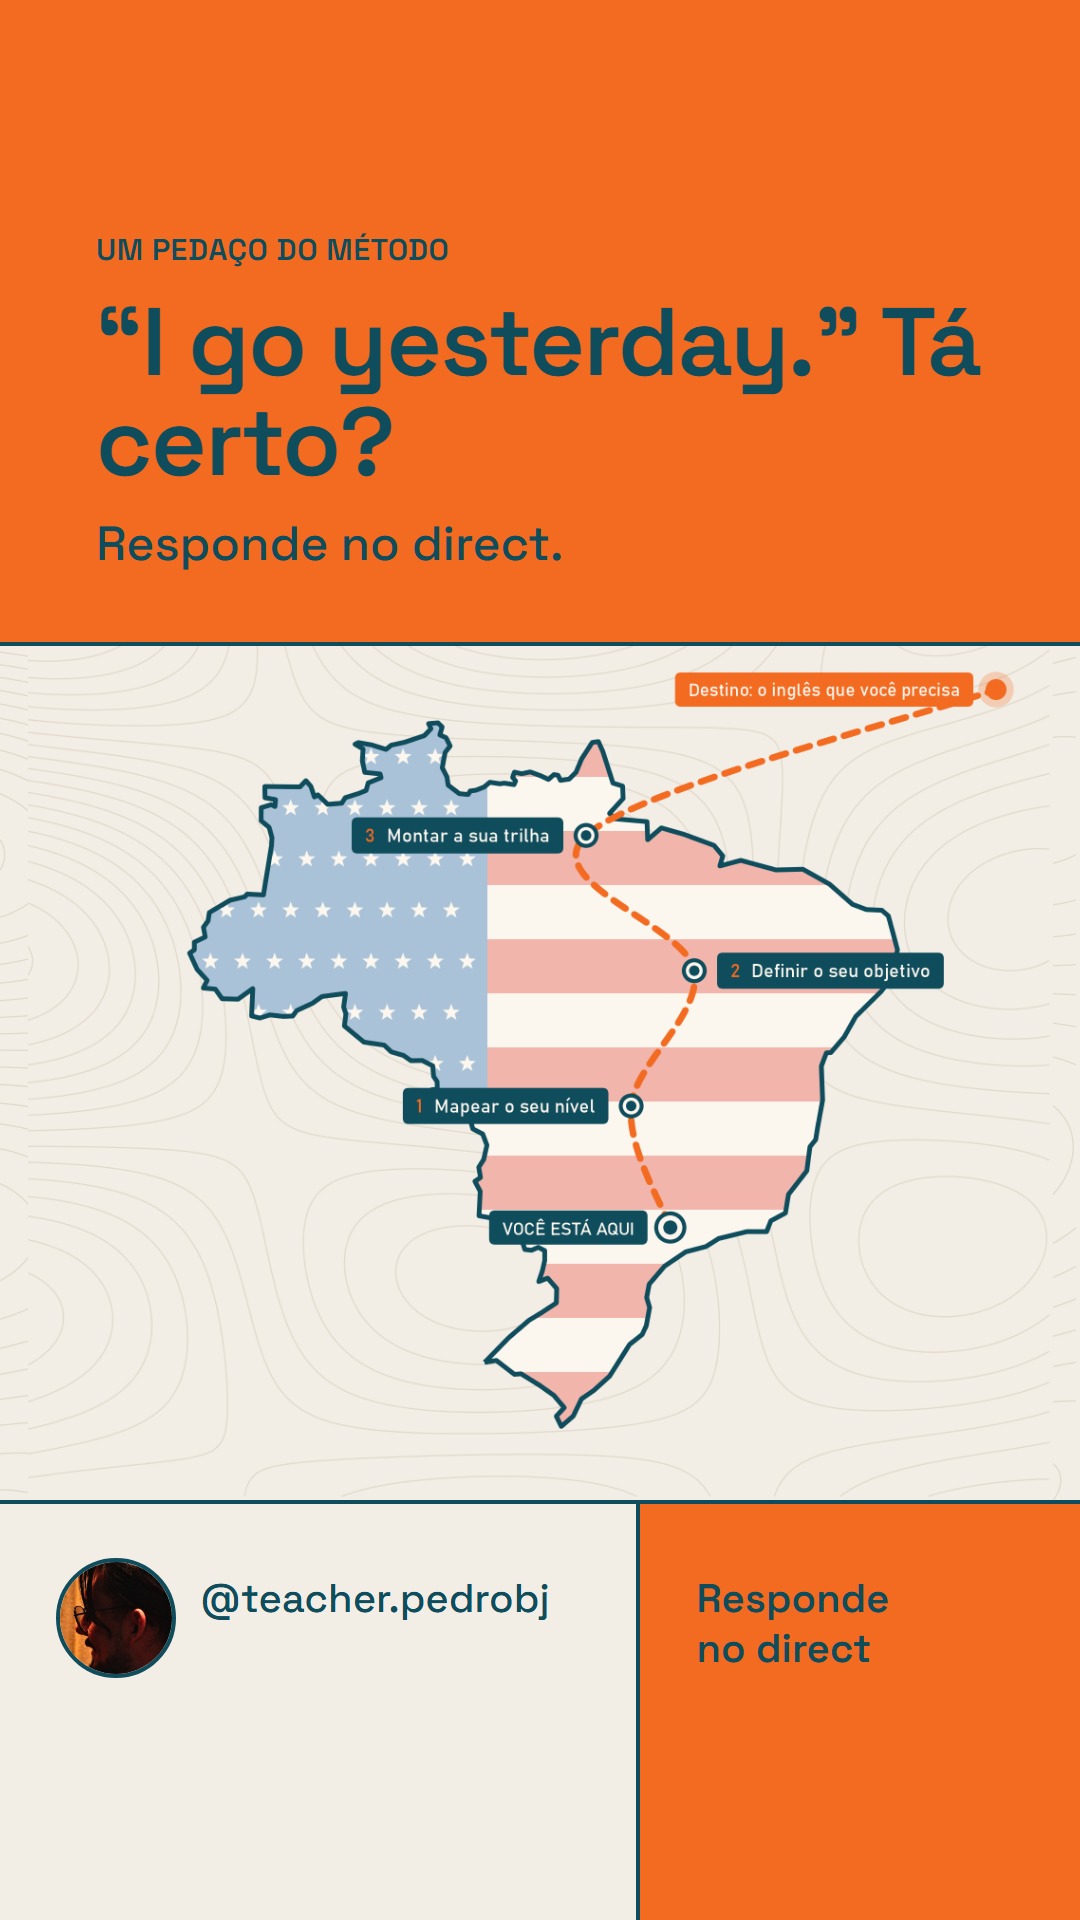 UM PEDAÇO DO MÉTODO
“I go yesterday.” Tá
certo?
Responde no direct.
Destino: o inglês que você precisa
3 Montar a sua trilha
2 Definir o seu objetivo
1 Mapear o seu nível
VOCÊ ESTÁ AQUI
@teacher.pedrobj
Responde
no direct